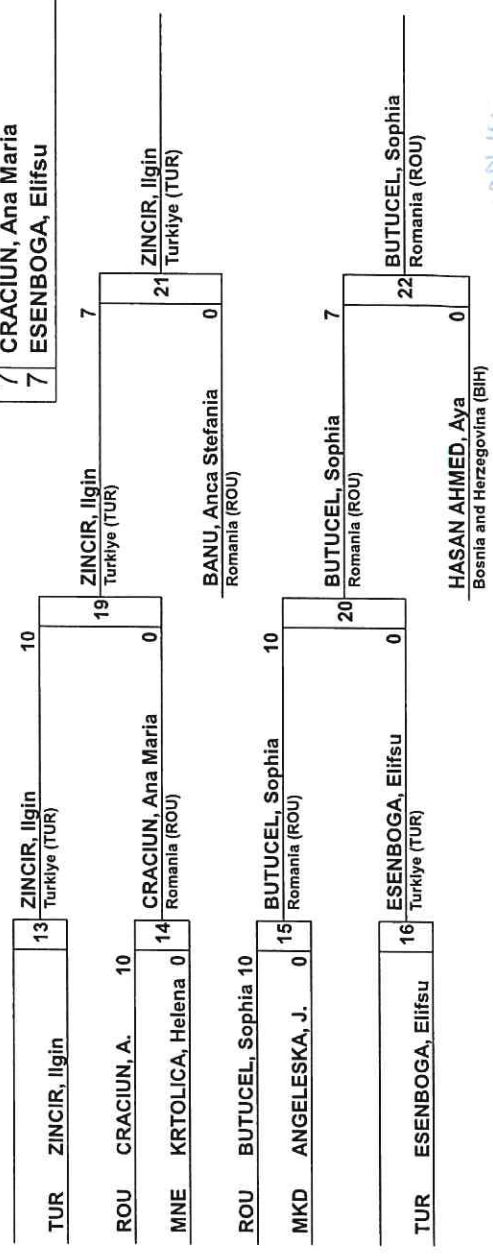 7 CRACIUN, Ana Maria
7 ESENBOGA, Elifsu
TUR ZINCIR, Ilgin
13
ZINCIR, Ilgin
Turkiye (TUR)
10
ROU CRACIUN, A. 10
MNE KRTOLICA, Helena 0
14
CRACIUN, Ana Maria
Romania (ROU)
0
19
ZINCIR, Ilgin
Turkiye (TUR)
7
BANU, Anca Stefania
Romania (ROU)
0
21
ZINCIR, Ilgin
Turkiye (TUR)
ROU BUTUCEL, Sophia 10
MKD ANGELESKA, J. 0
15
BUTUCEL, Sophia
Romania (ROU)
10
TUR ESENBOGA, Elifsu
16
ESENBOGA, Elifsu
Turkiye (TUR)
0
20
BUTUCEL, Sophia
Romania (ROU)
7
HASAN AHMED, Aya
Bosnia and Herzegovina (BIH)
0
22
BUTUCEL, Sophia
Romania (ROU)